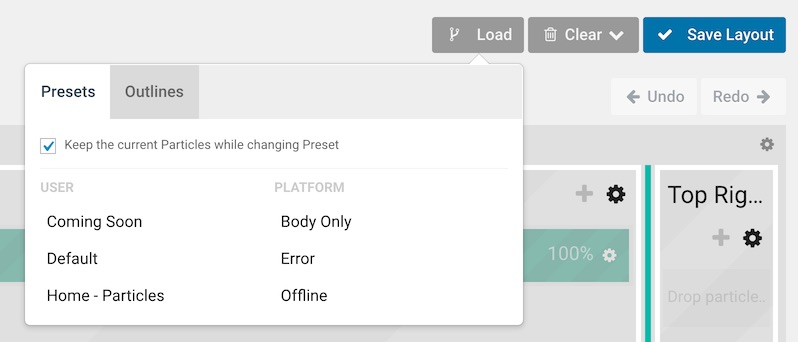 Load
Clear
Save Layout
Presets
Outlines
Undo
Redo
Keep the current Particles while changing Preset
USER
PLATFORM
Coming Soon
Body Only
Default
Error
Home - Particles
Offline
100%
Top Rig...
Drop particle..